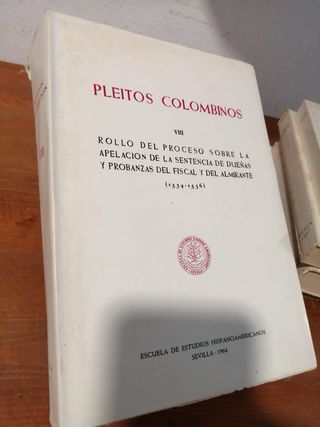 PLEITOS COLOMBINOS
VIII
ROLLO DEL PROCESO SOBRE LA
APELACION DE LA SENTENCIA DE DUEÑAS
Y PROBANZAS DEL FISCAL Y DEL ALMIRANTE
(1534-1536)
ESCUELA DE ESTUDIOS HISPANOAMERICANOS
SEVILLA 1964